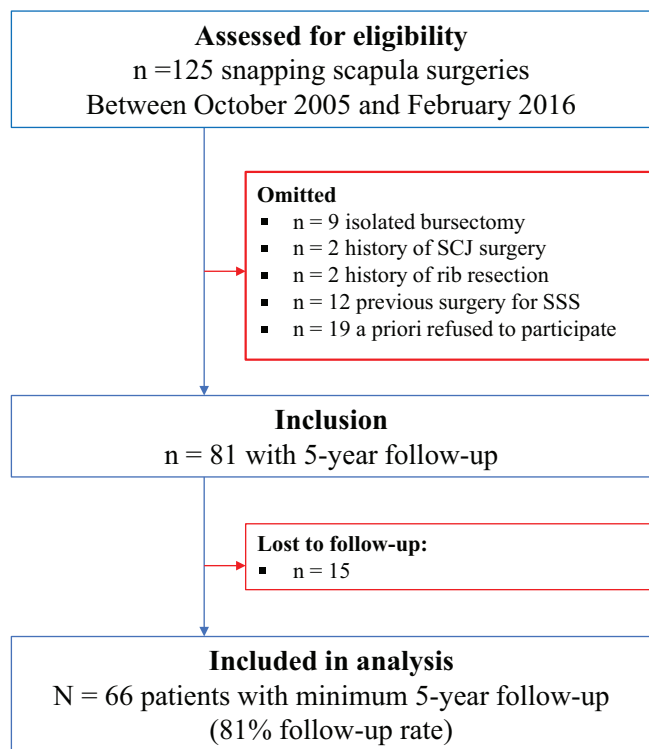 Assessed for eligibility
n =125 snapping scapula surgeries
Between October 2005 and February 2016
Omitted
▪ n = 9 isolated bursectomy
▪ n = 2 history of SCJ surgery
▪ n = 2 history of rib resection
▪ n = 12 previous surgery for SSS
▪ n = 19 a priori refused to participate
Inclusion
n = 81 with 5-year follow-up
Lost to follow-up:
▪ n = 15
Included in analysis
N = 66 patients with minimum 5-year follow-up
(81% follow-up rate)